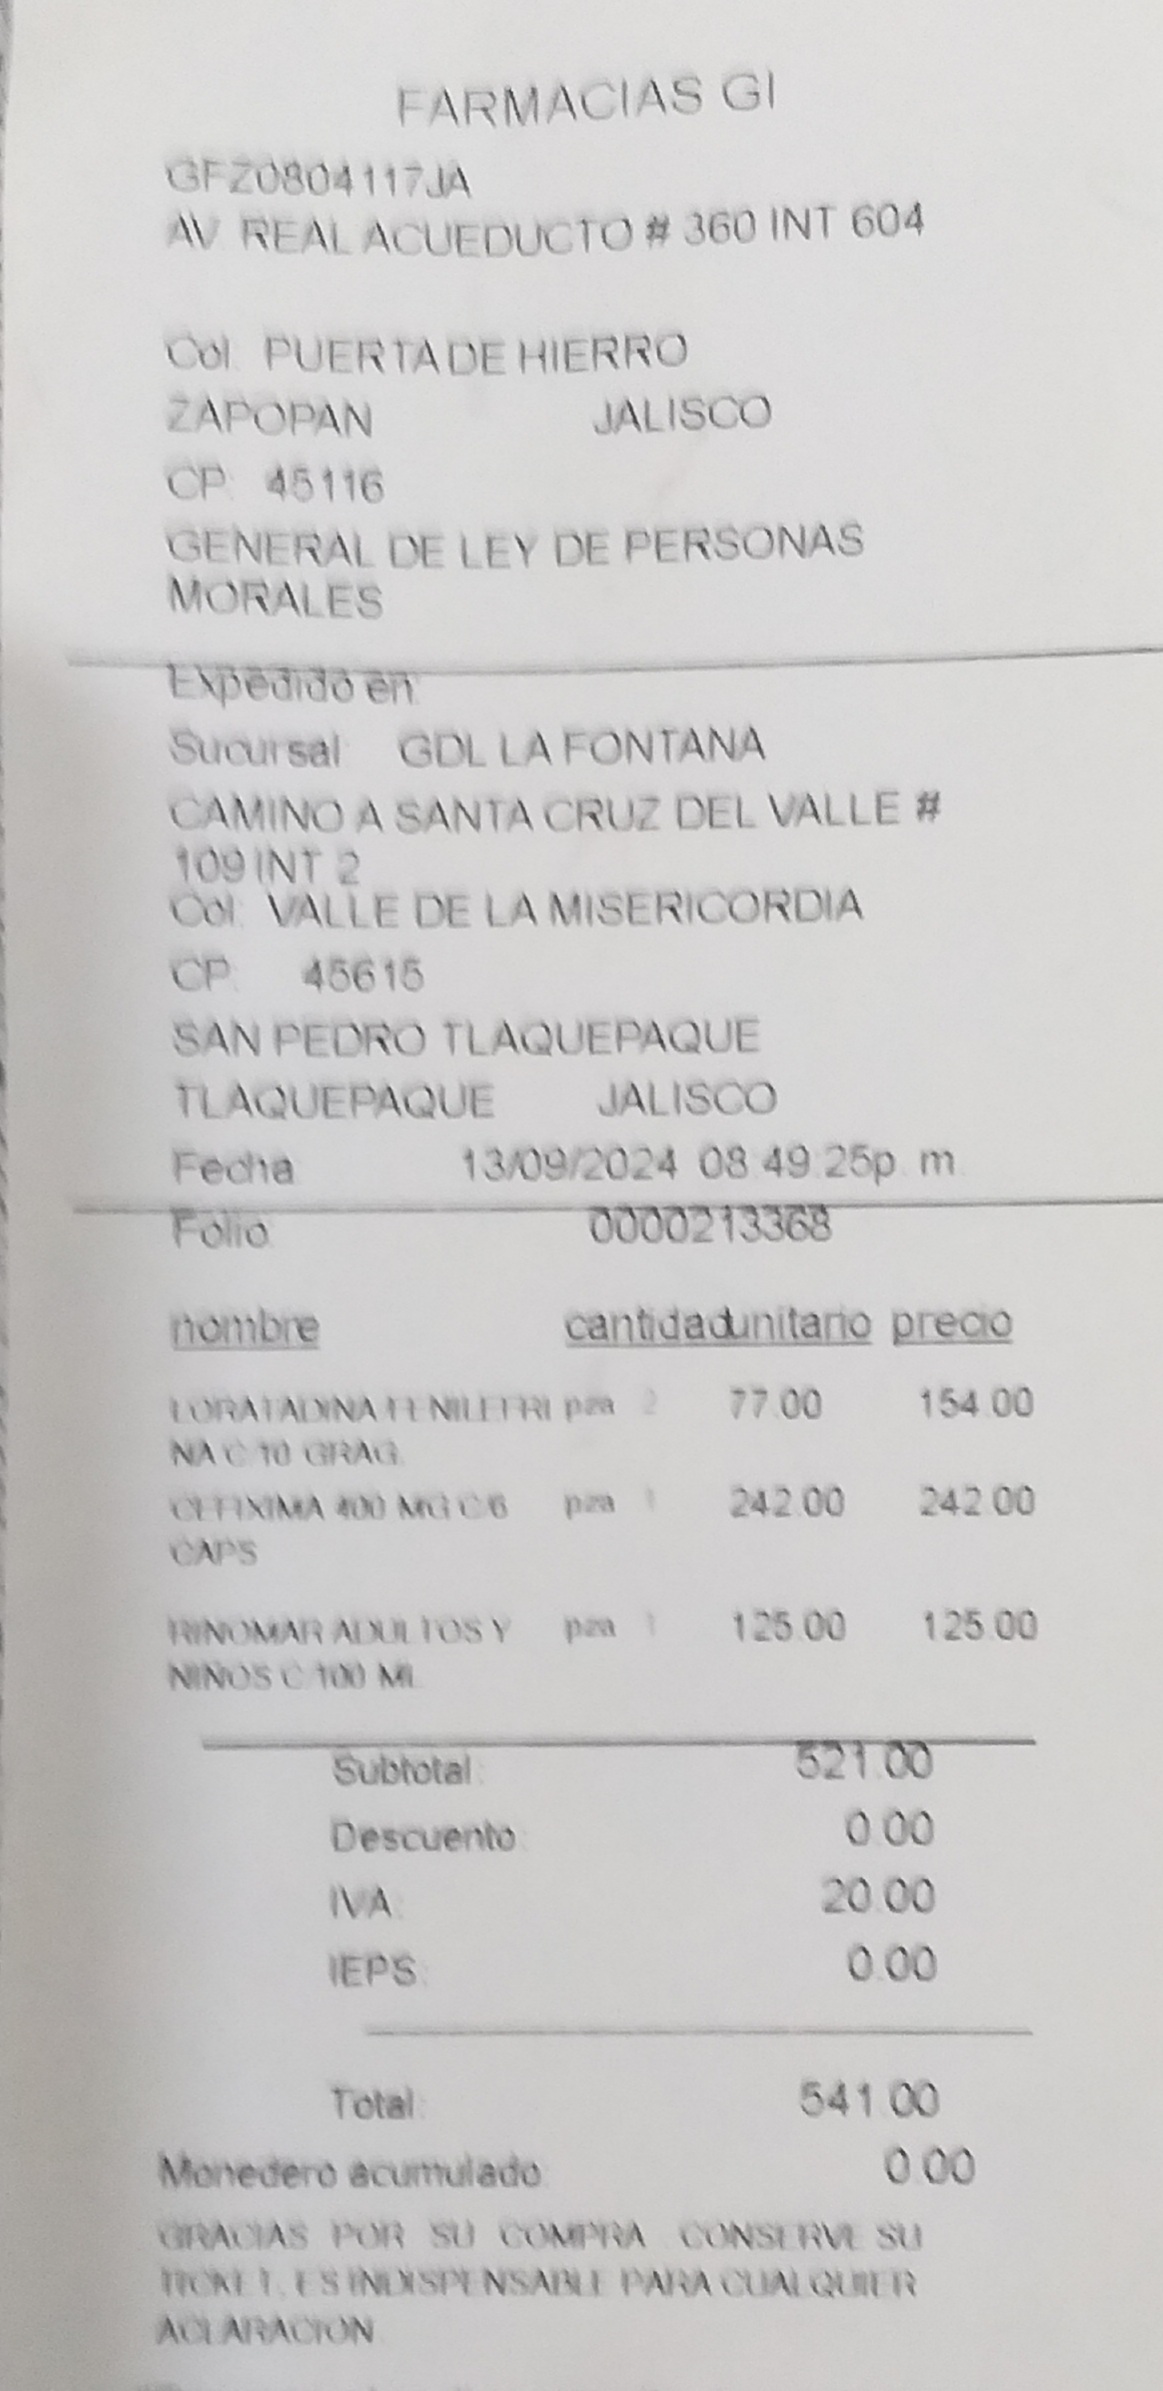 FARMACIAS GI
GFZ0804117JA
AV. REAL ACUEDUCTO # 360 INT 604
Col. PUERTA DE HIERRO
ZAPOPAN JALISCO
CP. 45116
GENERAL DE LEY DE PERSONAS
MORALES
Expedido en:
Sucursal GDL LA FONTANA
CAMINO A SANTA CRUZ DEL VALLE #
109 INT 2
Col. VALLE DE LA MISERICORDIA
CP. 45615
SAN PEDRO TLAQUEPAQUE
TLAQUEPAQUE JALISCO
Fecha 13/09/2024 08:49:25p. m.
Folio 0000213368
nombre cantidad unitario precio
LORATADINA FENILEFRI pza 2 77.00 154.00
NA C/10 GRAG.
CEFIXIMA 400 MG C/6 pza 1 242.00 242.00
CAPS
RINOMAR ADULTOS Y pza 1 125.00 125.00
NIÑOS C/100 ML
Subtotal: 521.00
Descuento: 0.00
IVA: 20.00
IEPS: 0.00
Total: 541.00
Monedero acumulado: 0.00
GRACIAS POR SU COMPRA. CONSERVE SU
TICKET, ES INDISPENSABLE PARA CUALQUIER
ACLARACION.